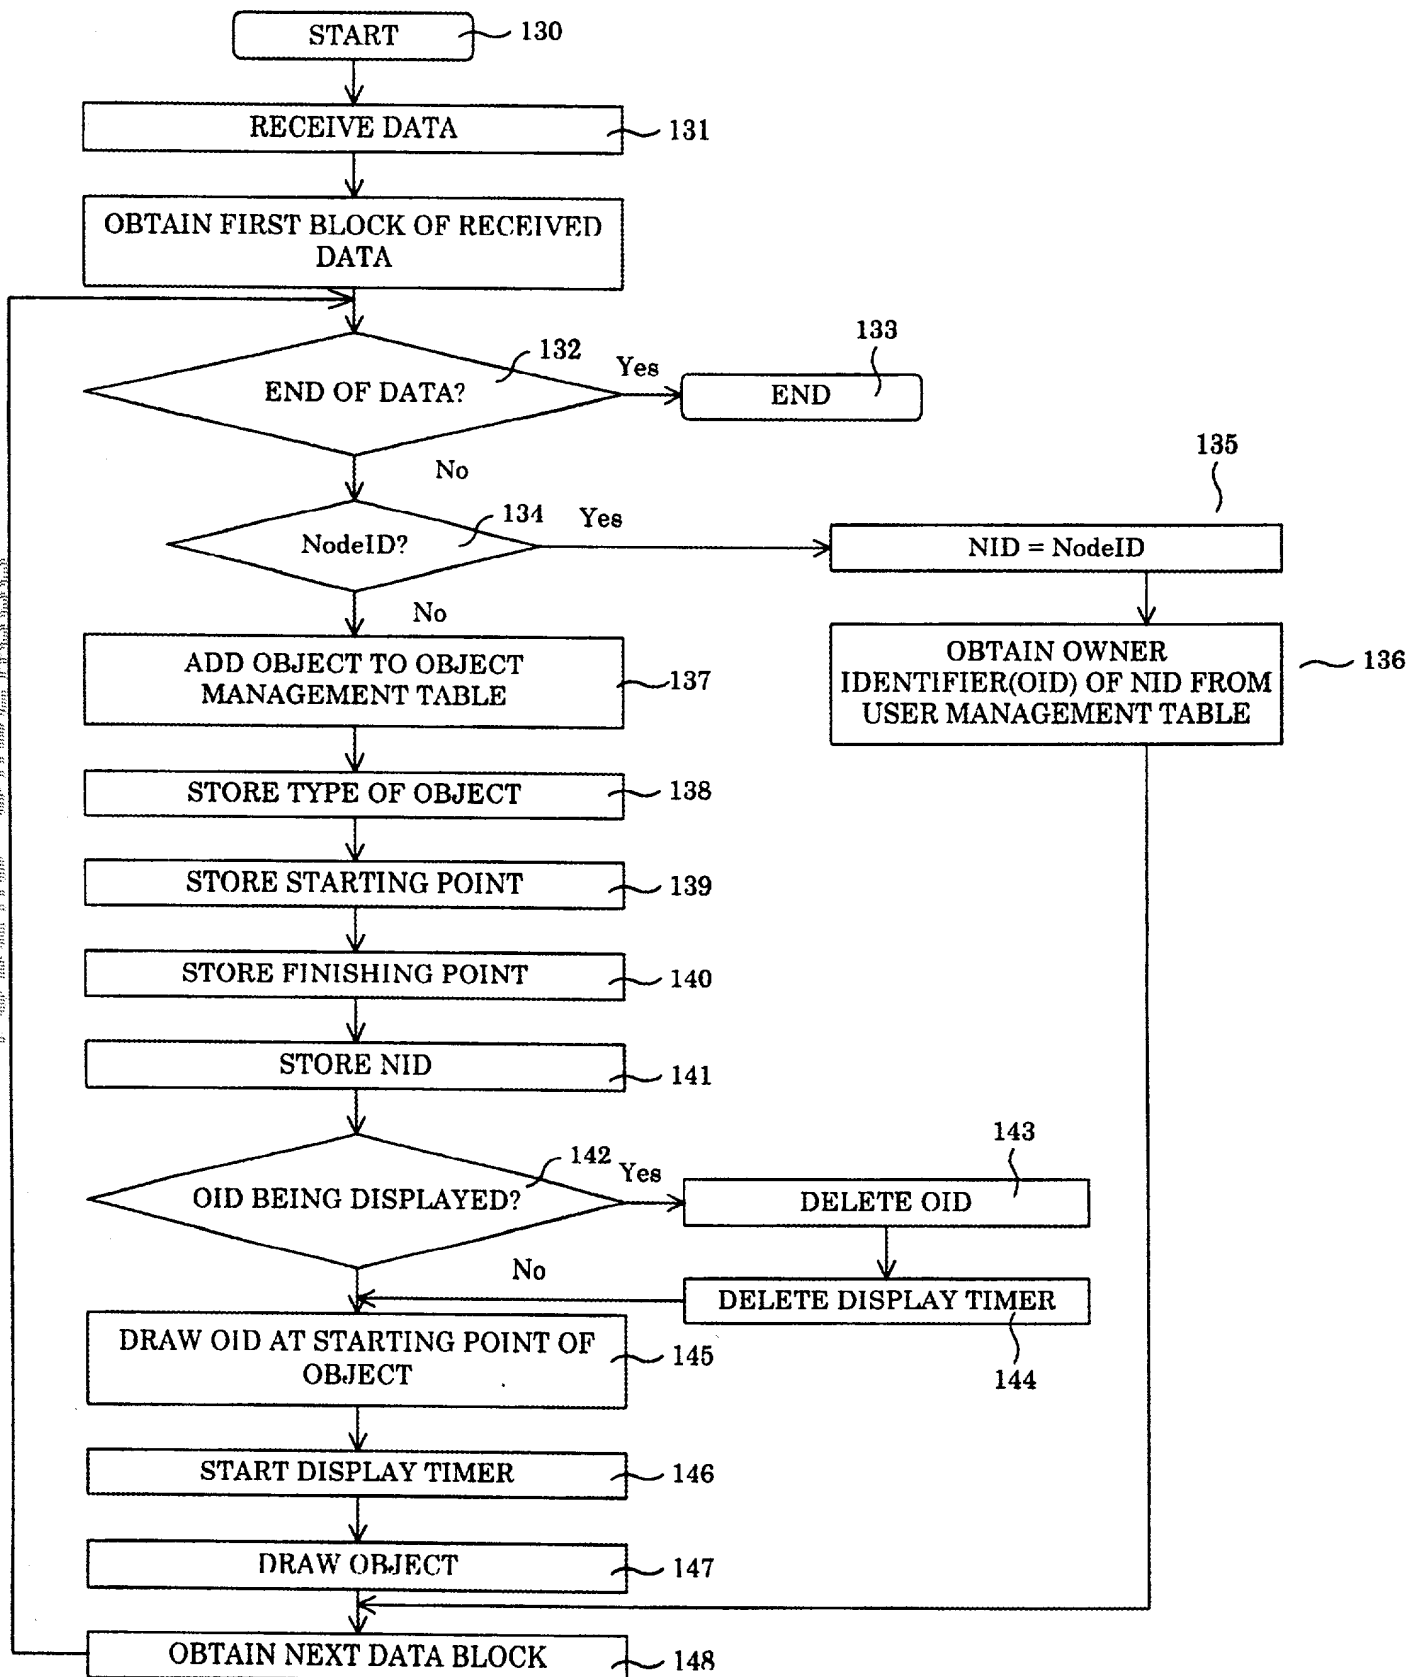 START
130
RECEIVE DATA
131
OBTAIN FIRST BLOCK OF RECEIVED
DATA
END OF DATA?
132
Yes
END
133
No
NodeID?
134
Yes
NID = NodeID
135
No
OBTAIN OWNER
IDENTIFIER(OID) OF NID FROM
USER MANAGEMENT TABLE
136
ADD OBJECT TO OBJECT
MANAGEMENT TABLE
137
STORE TYPE OF OBJECT
138
STORE STARTING POINT
139
STORE FINISHING POINT
140
STORE NID
141
OID BEING DISPLAYED?
142
Yes
DELETE OID
143
No
DELETE DISPLAY TIMER
144
DRAW OID AT STARTING POINT OF
OBJECT
145
START DISPLAY TIMER
146
DRAW OBJECT
147
OBTAIN NEXT DATA BLOCK
148